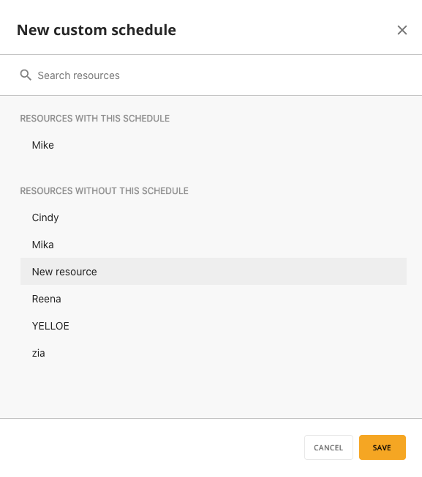 New custom schedule
Search resources
RESOURCES WITH THIS SCHEDULE
Mike
RESOURCES WITHOUT THIS SCHEDULE
Cindy
Mika
New resource
Reena
YELLOE
zia
CANCEL
SAVE